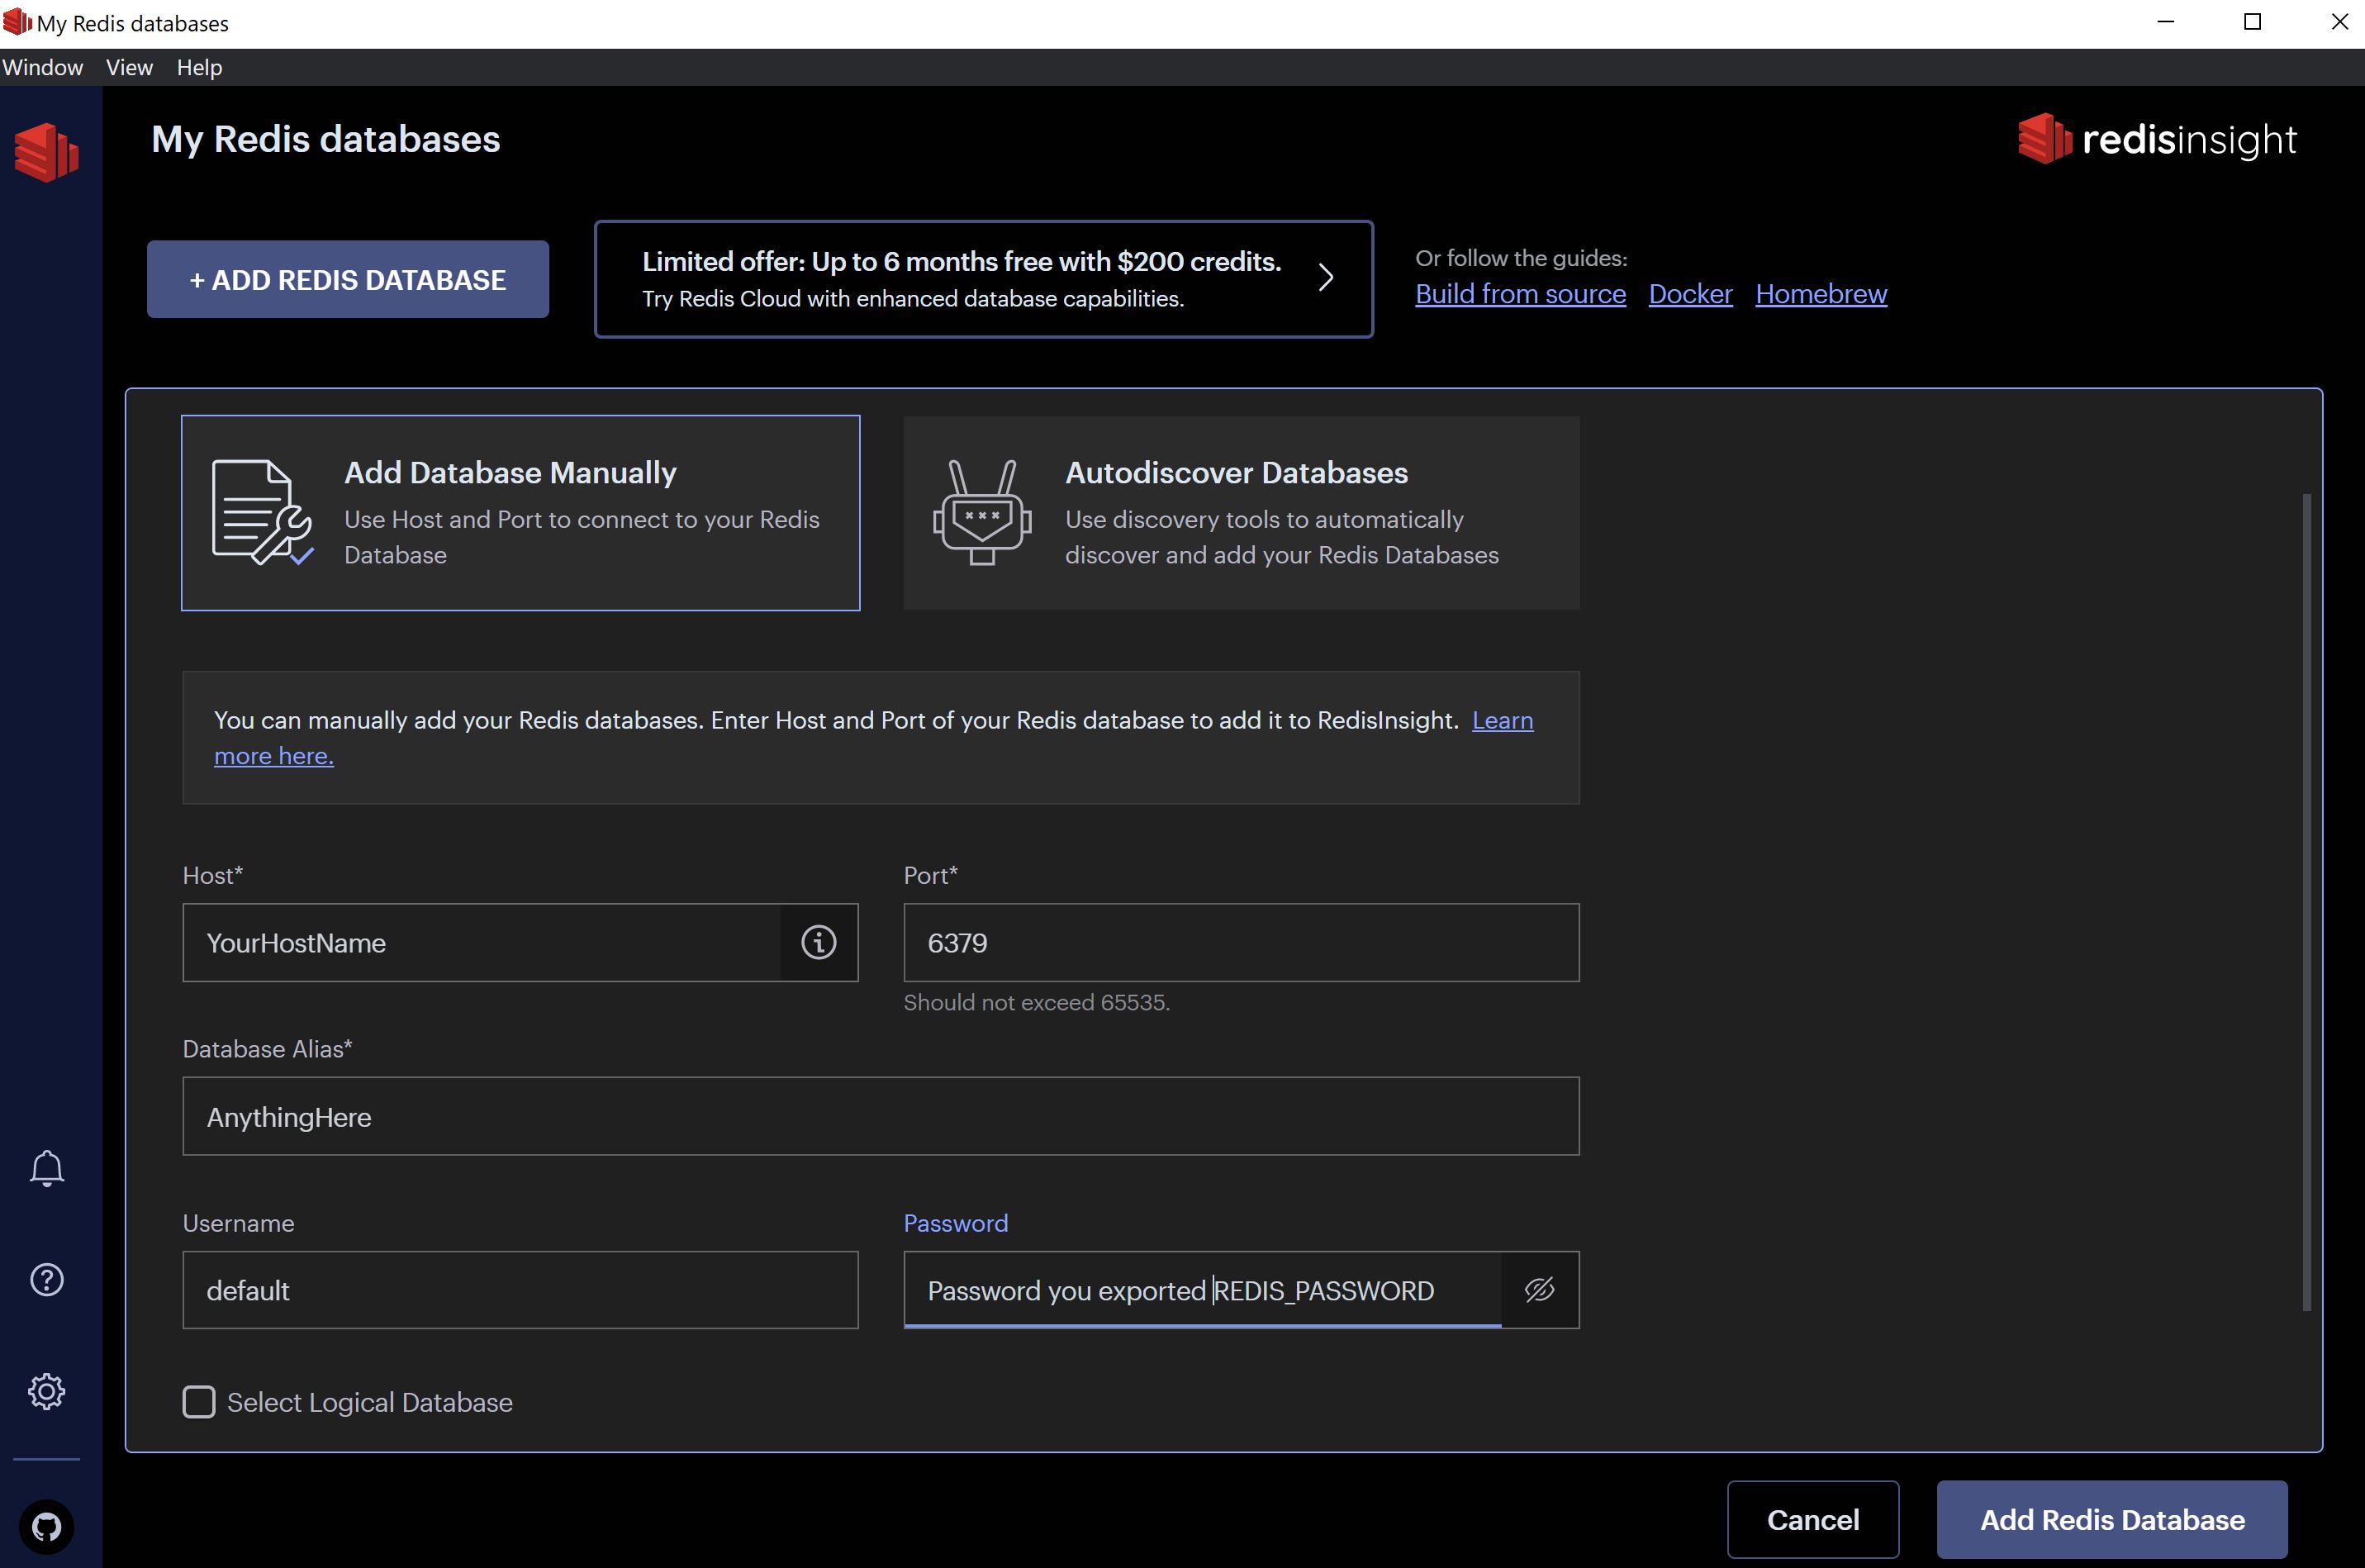 My Redis databases
Window View Help
My Redis databases
redisinsight
+ ADD REDIS DATABASE
Limited offer: Up to 6 months free with $200 credits.
Try Redis Cloud with enhanced database capabilities.
Or follow the guides:
Build from source Docker Homebrew
Add Database Manually
Use Host and Port to connect to your Redis
Database
Autodiscover Databases
Use discovery tools to automatically
discover and add your Redis Databases
You can manually add your Redis databases. Enter Host and Port of your Redis database to add it to RedisInsight. Learn
more here.
Host*
Port*
YourHostName
6379
Should not exceed 65535.
Database Alias*
AnythingHere
Username
Password
default
Password you exported REDIS_PASSWORD
Select Logical Database
Cancel
Add Redis Database